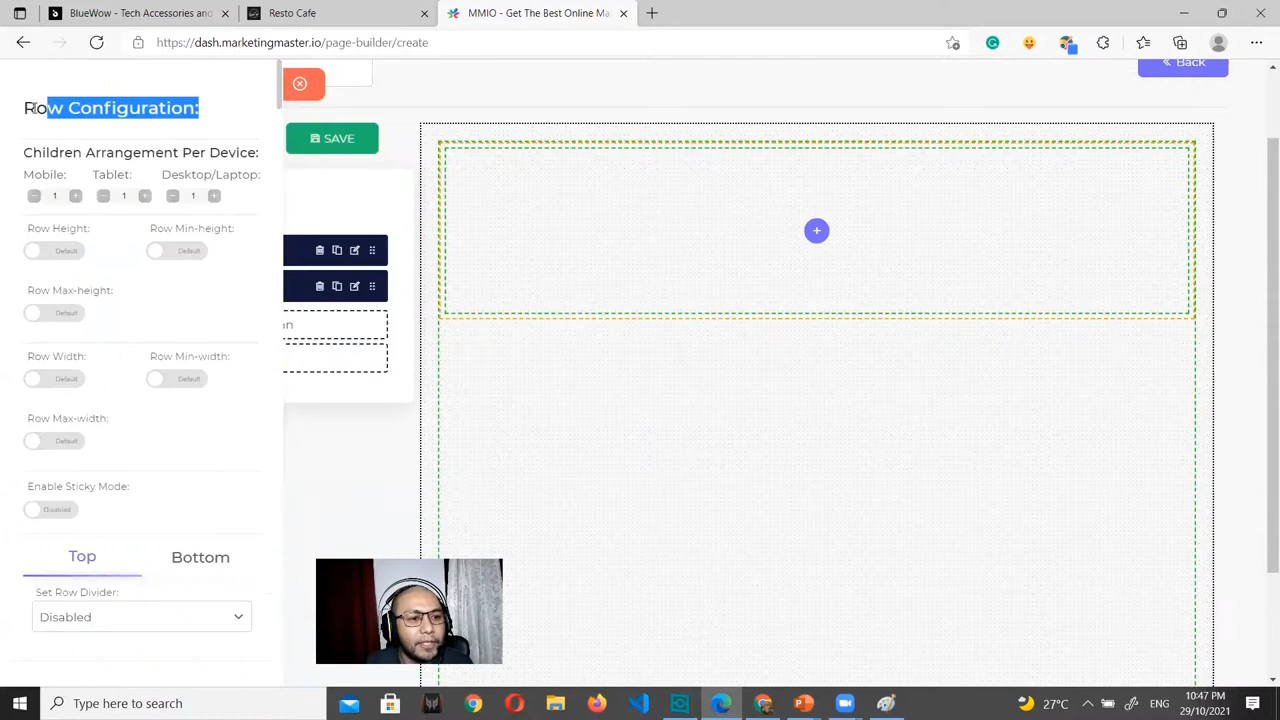 BlueWow - Tech Accessories and
Resto Cafe
MMIO - Get The Best Online Ma
https://dash.marketingmaster.io/page-builder/create
Back
Row Configuration:
SAVE
Children Arrangement Per Device:
Mobile: Tablet: Desktop/Laptop:
1 1 1
Row Height: Row Min-height:
Default Default
Row Max-height:
Default
an
Row Width: Row Min-width:
Default Default
Row Max-width:
Default
Enable Sticky Mode:
Disabled
Top Bottom
Set Row Divider:
Disabled
Type here to search
27°C
ENG
10:47 PM
29/10/2021